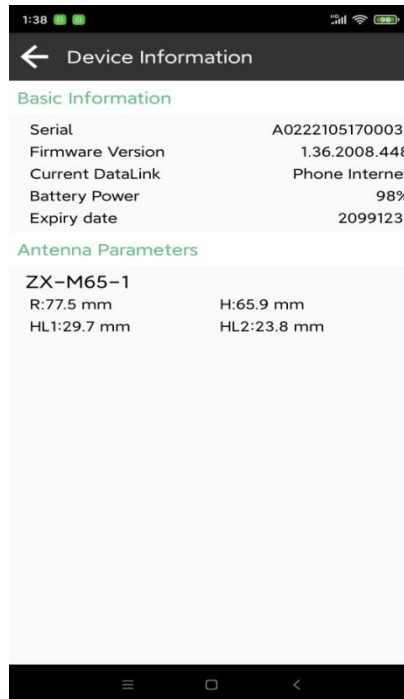 1:38 HD 98
Device Information
Basic Information
Serial A0222105170003
Firmware Version 1.36.2008.448
Current DataLink Phone Interne
Battery Power 98%
Expiry date 2099123
Antenna Parameters
ZX-M65-1
R:77.5 mm H:65.9 mm
HL1:29.7 mm HL2:23.8 mm